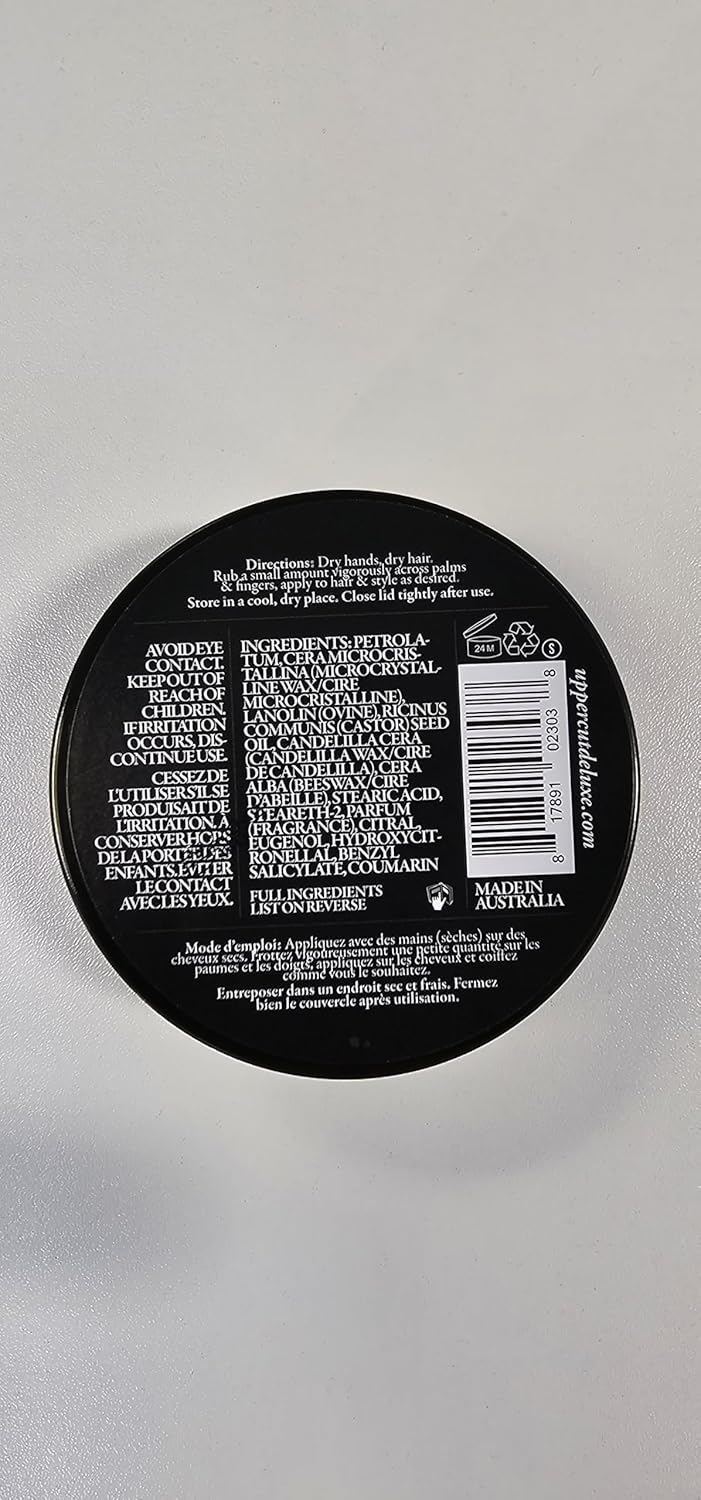 Directions: Dry hands, dry hair.
Rub a small amount vigorously across palms
& fingers, apply to hair & style as desired.
Store in a cool, dry place. Close lid tightly after use.
AVOID EYE
CONTACT.
KEEP OUT OF
REACH OF
CHILDREN.
IF IRRITATION
OCCURS, DIS-
CONTINUE USE.
CESSEZ DE
L'UTILISER S'IL SE
PRODUISAIT DE
L'IRRITATION. À
CONSERVER HORS
DE LA PORTÉE DES
ENFANTS. ÉVITER
LE CONTACT
AVEC LES YEUX.
INGREDIENTS: PETROLA-
TUM, CERA MICROCRIS-
TALLINA (MICROCRYSTAL-
LINE WAX/CIRE
MICROCRISTALLINE),
LANOLIN (OVINE), RICINUS
COMMUNIS (CASTOR) SEED
OIL, CANDELILLA CERA
(CANDELILLA WAX/CIRE
DE CANDELILLA), CERA
ALBA (BEESWAX/CIRE
D'ABEILLE), STEARIC ACID,
STEARETH-2, PARFUM
(FRAGRANCE), CITRAL,
EUGENOL, HYDROXYCIT-
RONELLAL, BENZYL
SALICYLATE, COUMARIN
FULL INGREDIENTS
LIST ON REVERSE
24 M
S
8 17891 02303 8
uppercutdeluxe.com
MADE IN
AUSTRALIA
Mode d'emploi: Appliquez avec des mains (sèches) sur des
cheveux secs. Frottez vigoureusement une petite quantité sur les
paumes et les doigts, appliquez sur les cheveux et coiffez
comme vous le souhaitez.
Entreposer dans un endroit sec et frais. Fermez
bien le couvercle après utilisation.